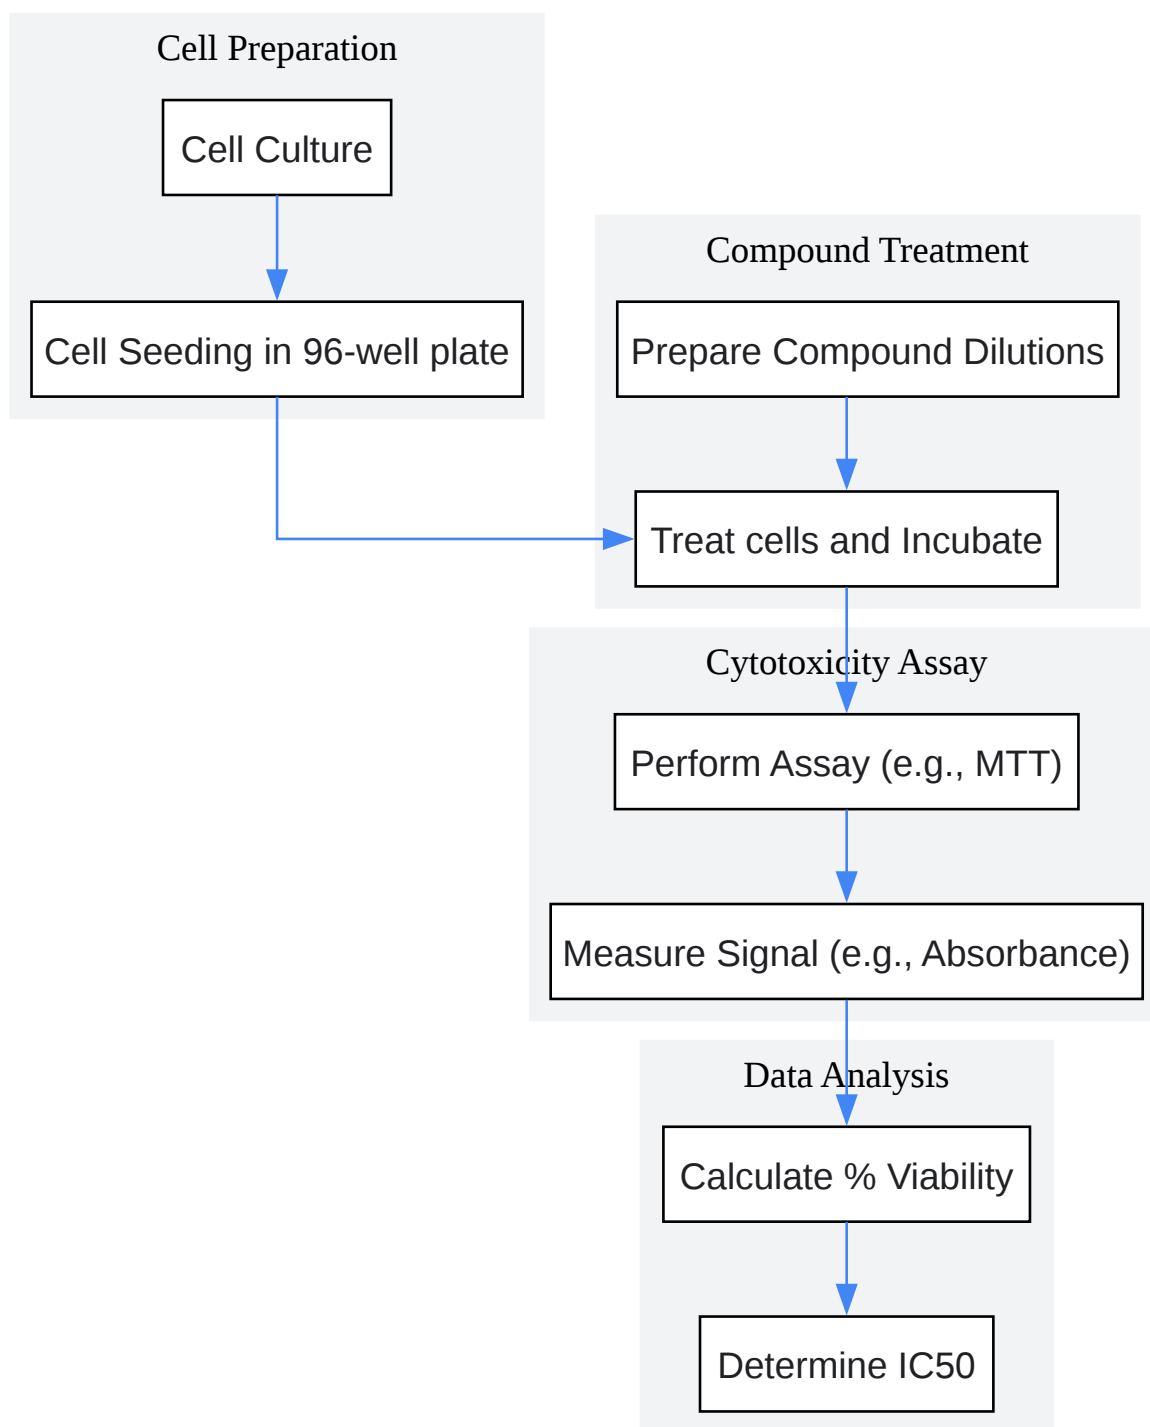 Cell Preparation
Cell Culture
Cell Seeding in 96-well plate
Compound Treatment
Prepare Compound Dilutions
Treat cells and Incubate
Cytotoxicity Assay
Perform Assay (e.g., MTT)
Measure Signal (e.g., Absorbance)
Data Analysis
Calculate % Viability
Determine IC50